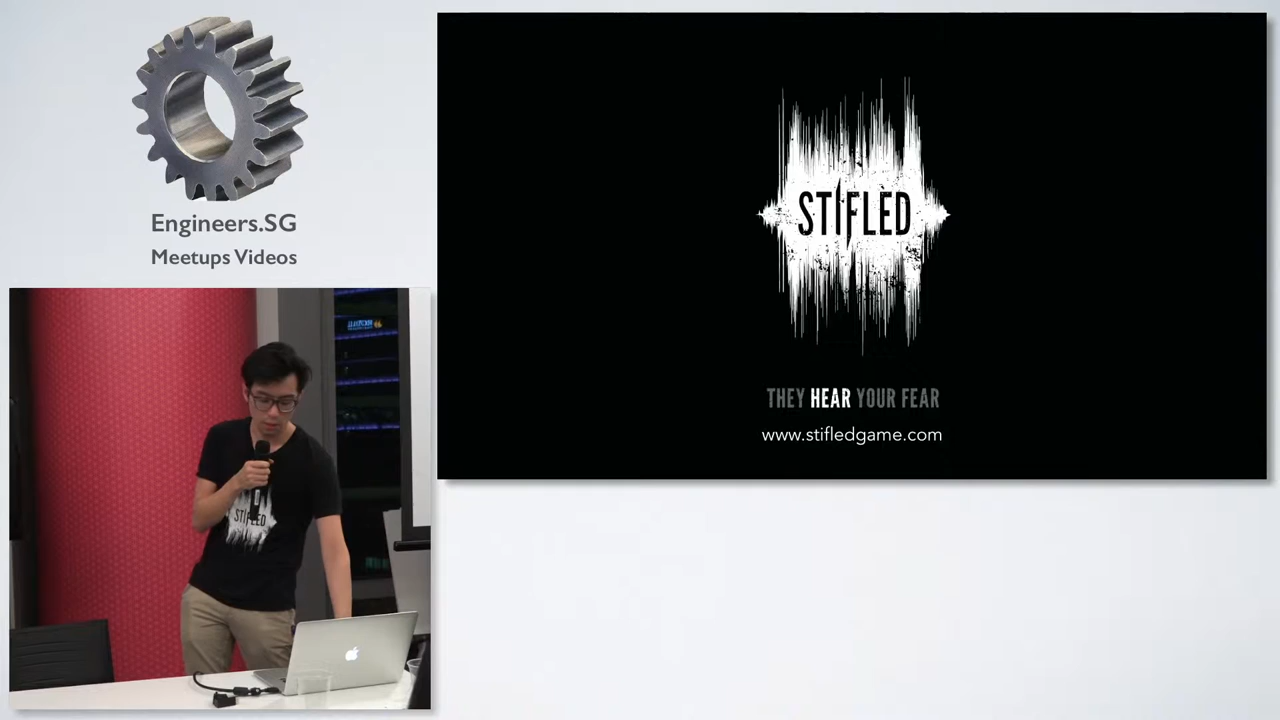 Engineers.SG
Meetups Videos
STIFLED
THEY HEAR YOUR FEAR
www.stifledgame.com
STIFLED